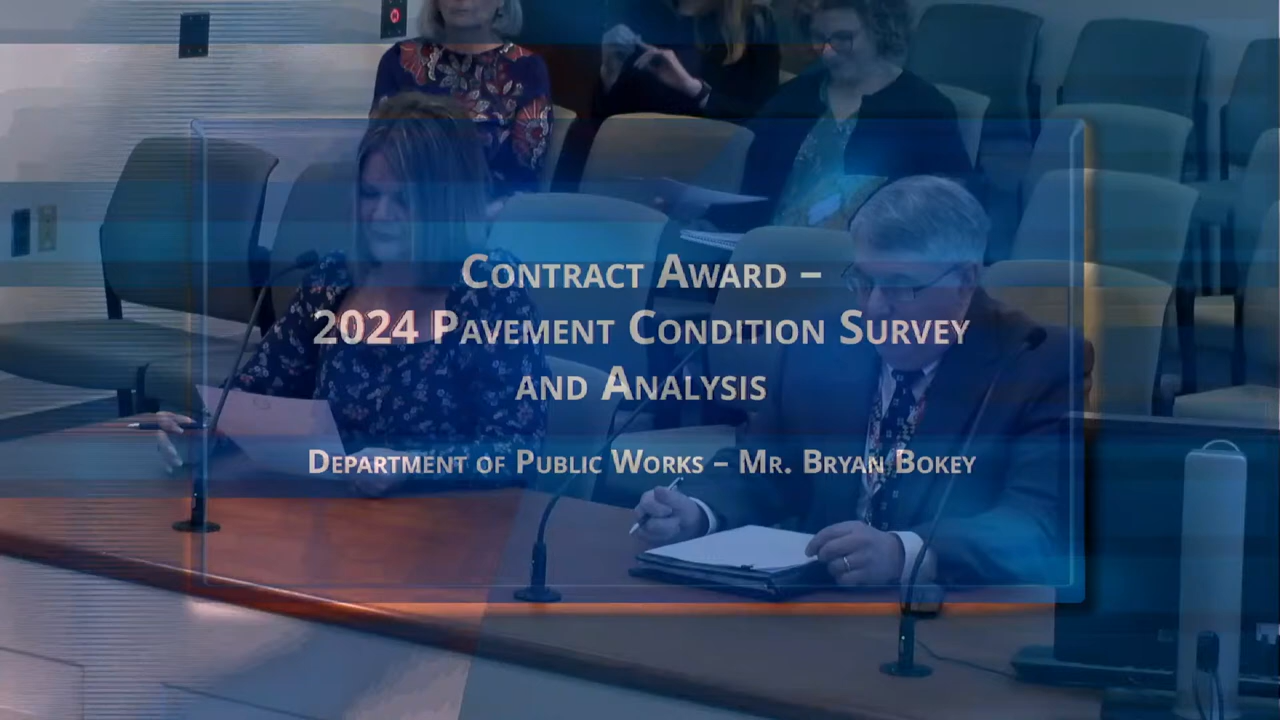 Contract Award –
2024 Pavement Condition Survey
and Analysis
Department of Public Works – Mr. Bryan Bokey